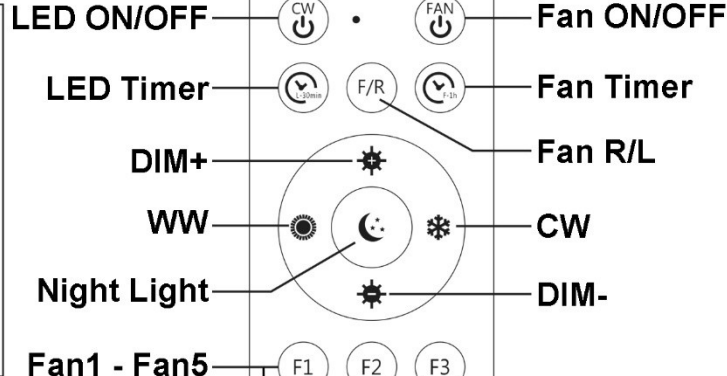 LED ON/OFF CW FAN Fan ON/OFF
LED Timer L-30min F/R F-1h Fan Timer
Fan R/L
DIM+
WW CW
Night Light DIM-
Fan1 - Fan5 F1 F2 F3